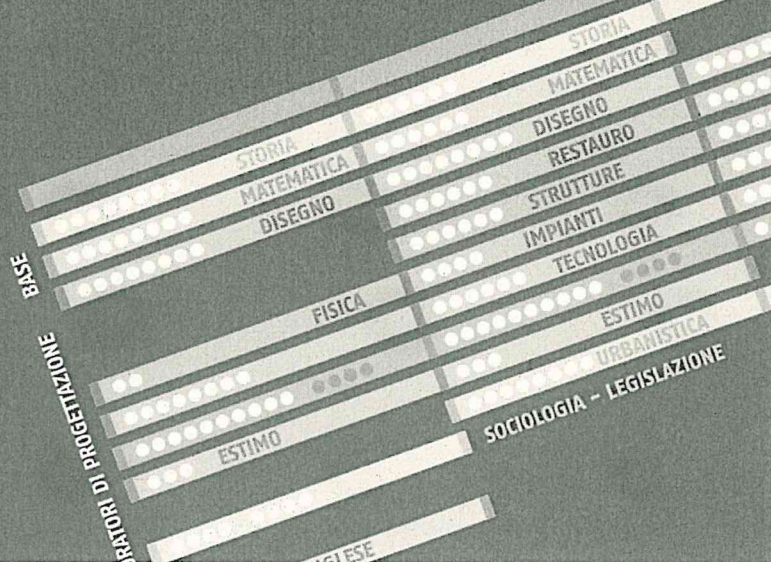 STORIA
MATEMATICA
DISEGNO
RESTAURO
STRUTTURE
IMPIANTI
TECNOLOGIA
ESTIMO
URBANISTICA
SOCIOLOGIA – LEGISLAZIONE
STORIA
MATEMATICA
DISEGNO
FISICA
ESTIMO
BASE
RATORI DI PROGETTAZIONE
GLESE